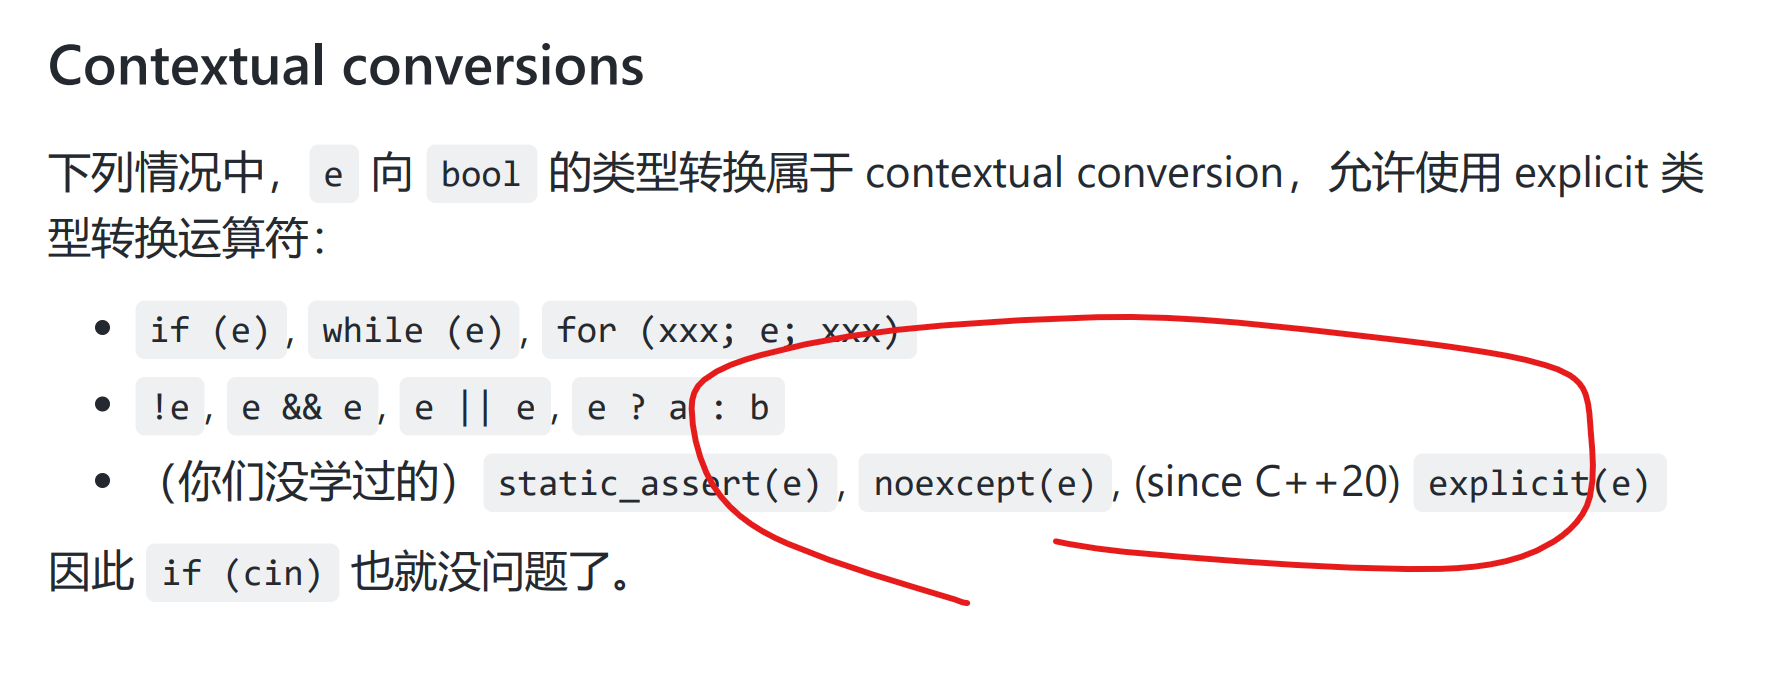 Contextual conversions
下列情况中，e 向 bool 的类型转换属于 contextual conversion，允许使用 explicit 类
型转换运算符：
• if (e), while (e), for (xxx; e; xxx)
• !e, e && e, e || e, e ? a : b
• （你们没学过的）static_assert(e), noexcept(e), (since C++20) explicit(e)
因此 if (cin) 也就没问题了。